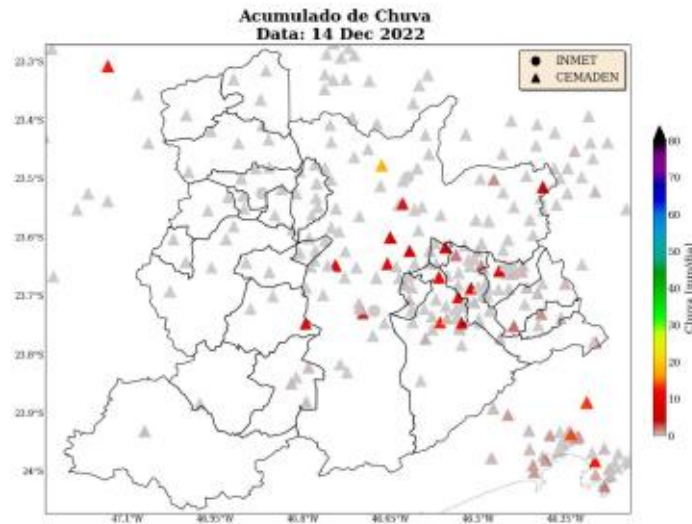 Acumulado de Chuva
Data: 14 Dec 2022
INMET
CEMADEN
23.3°S
23.4°S
23.5°S
23.6°S
23.7°S
23.8°S
23.9°S
24°S
47.1°W
46.95°W
46.8°W
46.65°W
46.5°W
46.35°W
80
70
60
50
40
30
20
10
0
Chuva [mm/dia]